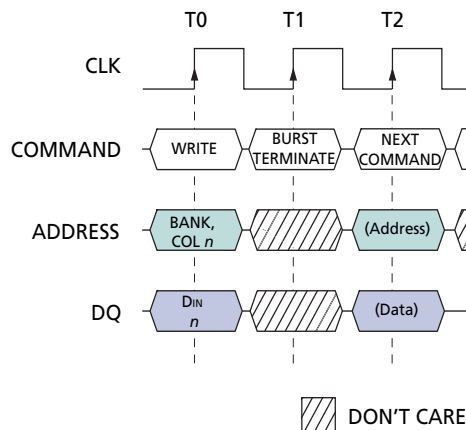 T0 T1 T2
CLK
COMMAND WRITE BURST TERMINATE NEXT COMMAND
ADDRESS BANK, COL n (Address)
DQ DIN n (Data)
DON'T CARE